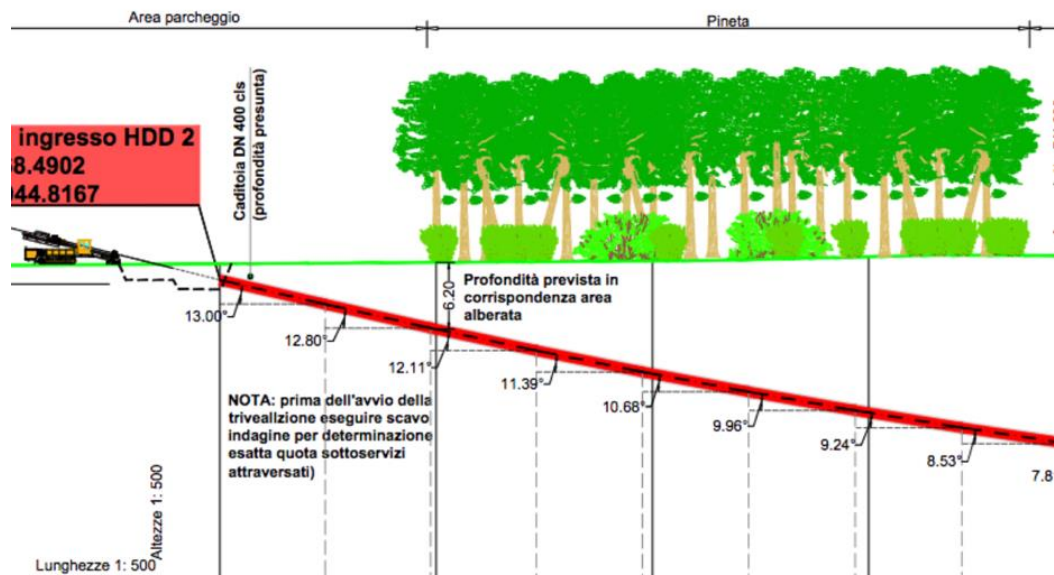 Area parcheggio
Pineta
Caditoia DN 400 cls
(profondità presunta)
ingresso HDD 2
38.4902
944.8167
6.20
Profondità prevista in
corrispondenza area
alberata
13.00°
12.80°
12.11°
11.39°
10.68°
9.96°
9.24°
8.53°
7.8
NOTA: prima dell'avvio della
triveallzione eseguire scavo
indagine per determinazione
esatta quota sottoservizi
attraversati)
Altezze 1: 500
Lunghezze 1: 500